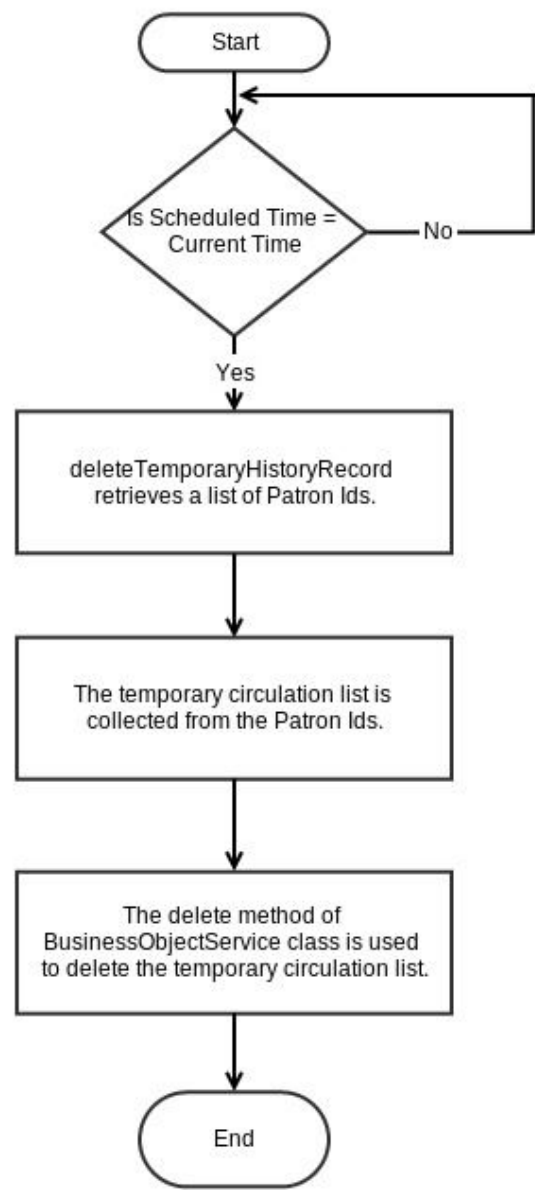 Start
Is Scheduled Time =
Current Time
No
Yes
deleteTemporaryHistoryRecord
retrieves a list of Patron Ids.
The temporary circulation list is
collected from the Patron Ids.
The delete method of
BusinessObjectService class is used
to delete the temporary circulation list.
End